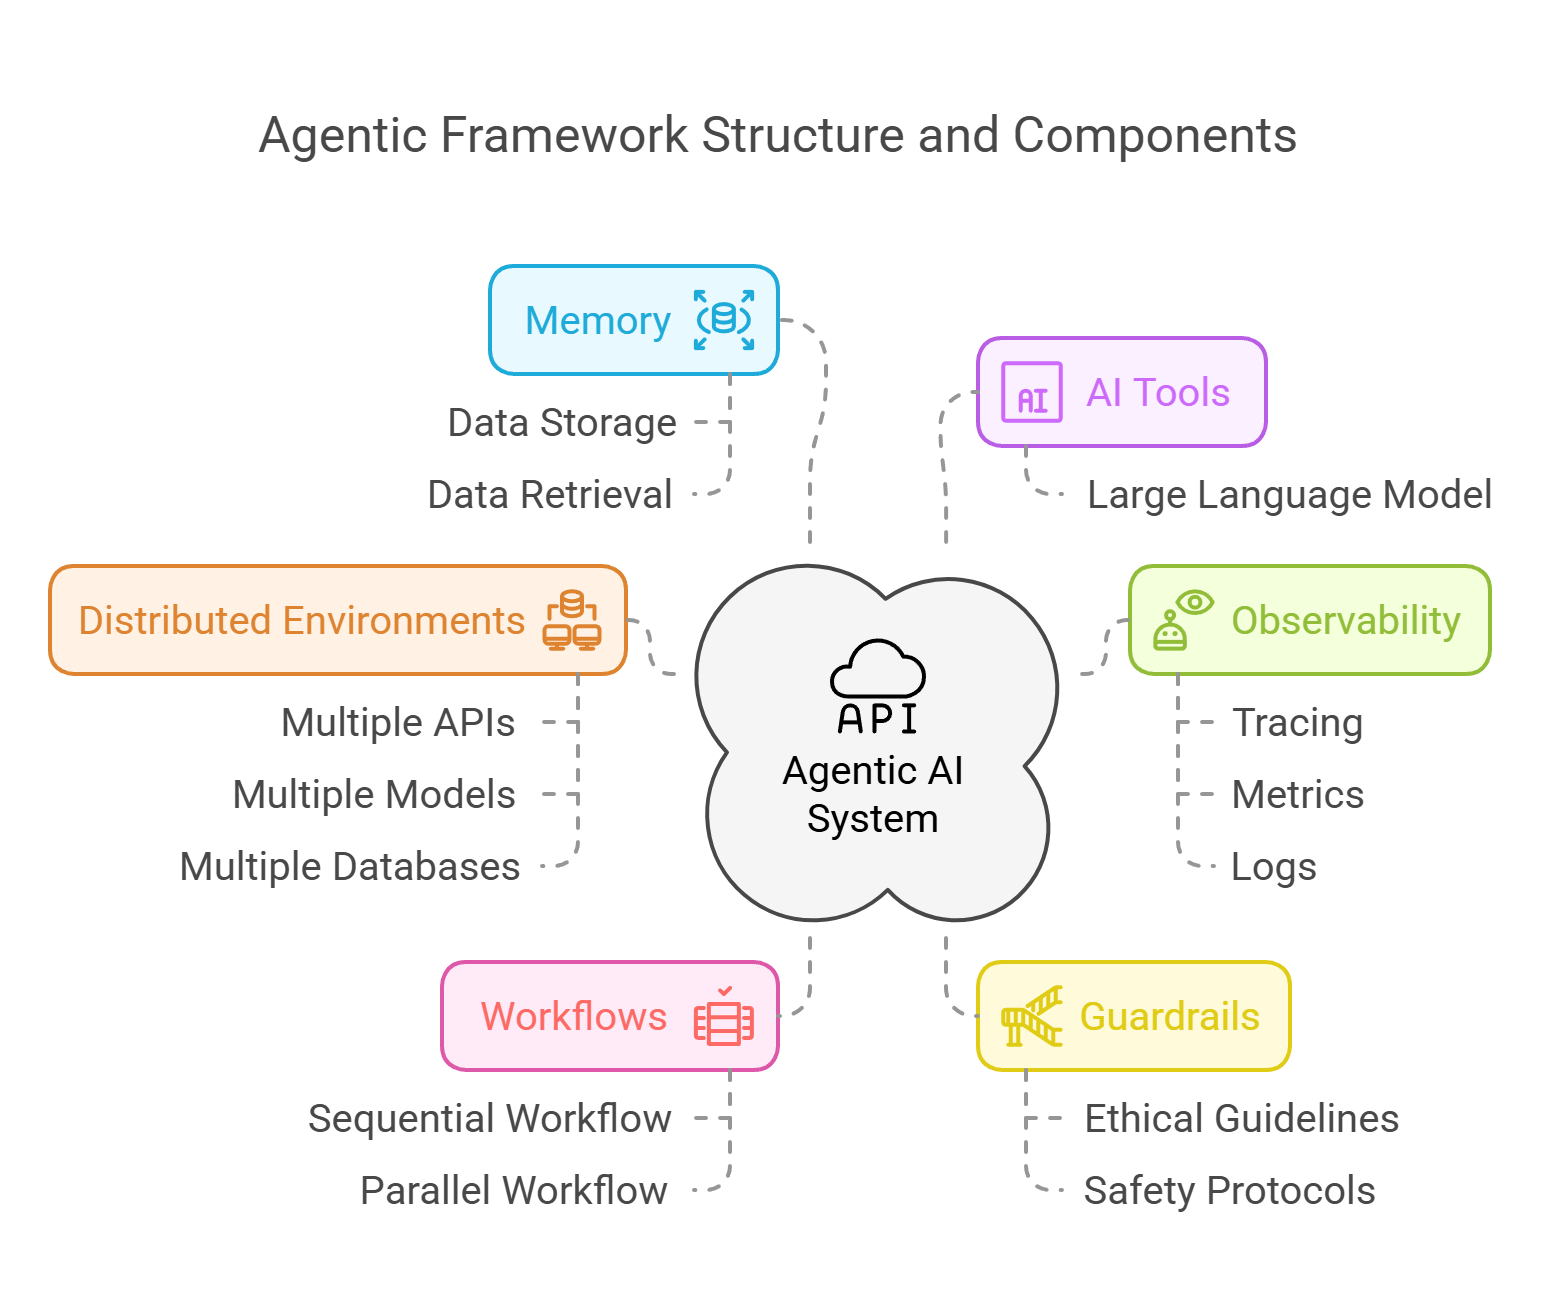 Agentic Framework Structure and Components
Memory
Data Storage
Data Retrieval
AI
AI Tools
Large Language Model
Distributed Environments
Multiple APIs
Multiple Models
Multiple Databases
API
Agentic AI
System
Observability
Tracing
Metrics
Logs
Workflows
Sequential Workflow
Parallel Workflow
Guardrails
Ethical Guidelines
Safety Protocols